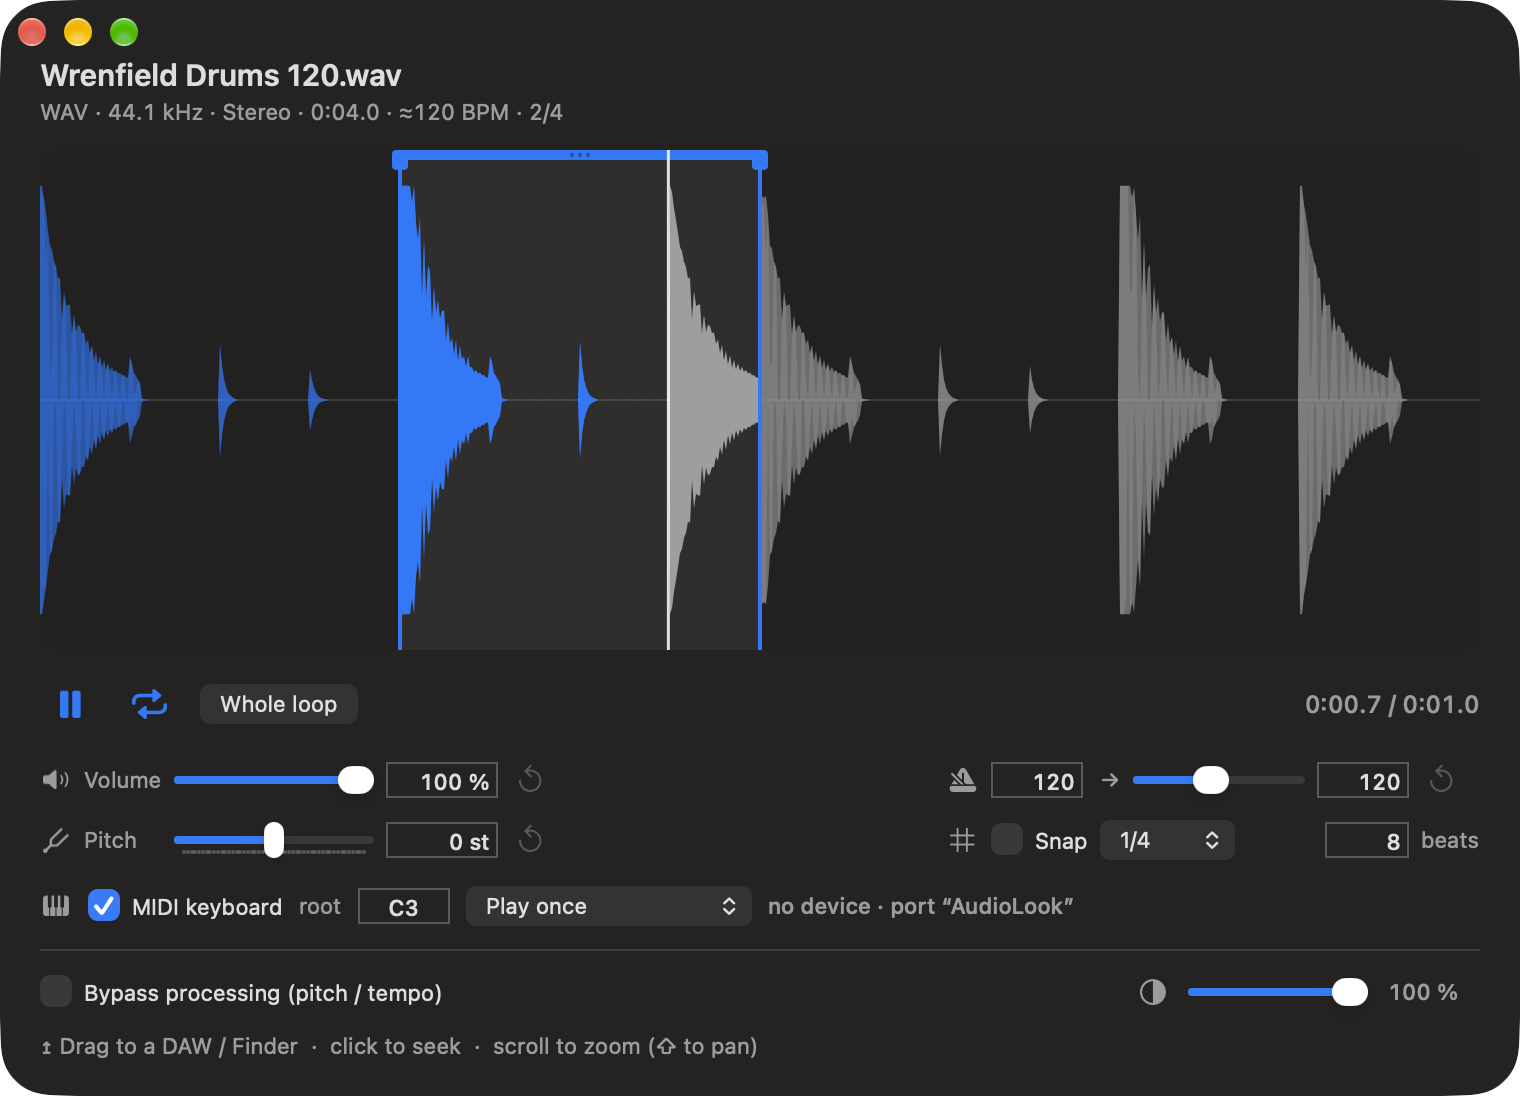 Wrenfield Drums 120.wav
WAV · 44.1 kHz · Stereo · 0:04.0 · ≈120 BPM · 2/4
Whole loop
0:00.7 / 0:01.0
Volume 100 % 120 → 120
Pitch 0 st Snap 1/4 8 beats
MIDI keyboard root C3 Play once no device · port “AudioLook”
Bypass processing (pitch / tempo) 100 %
↥ Drag to a DAW / Finder · click to seek · scroll to zoom (⇧ to pan)